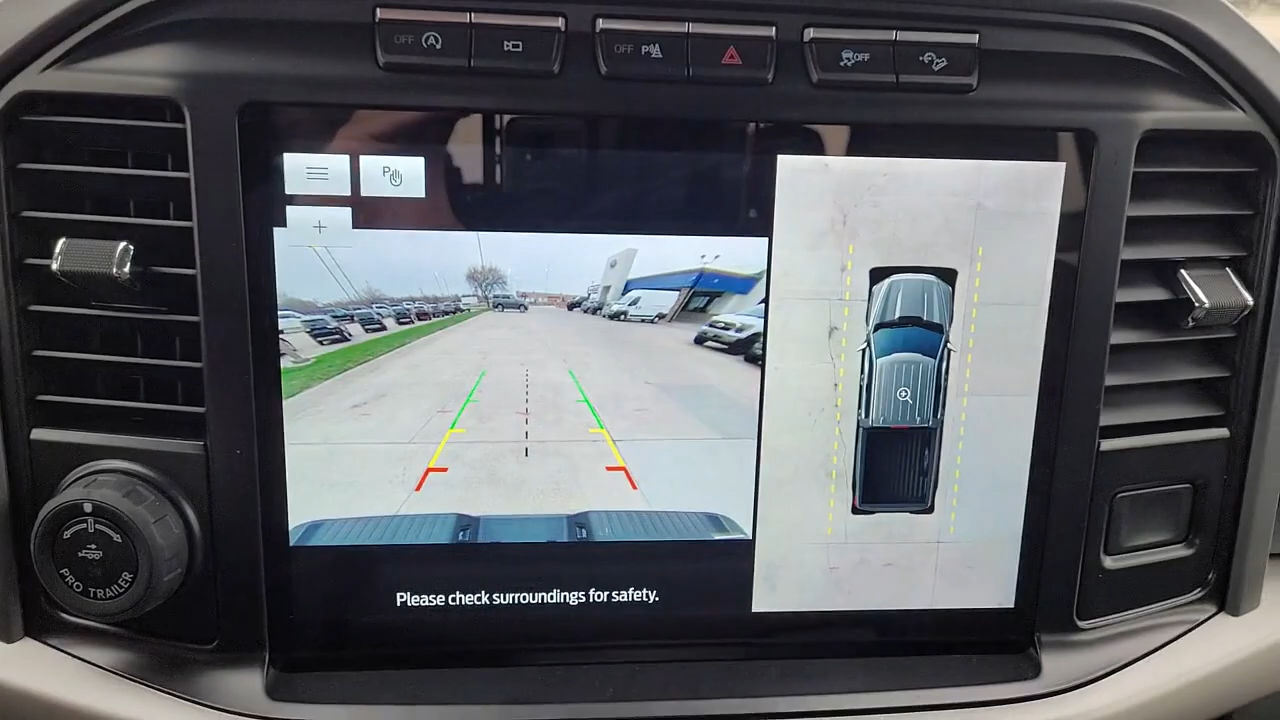 OFF A
OFF P
OFF
P
Please check surroundings for safety.
PRO TRAILER